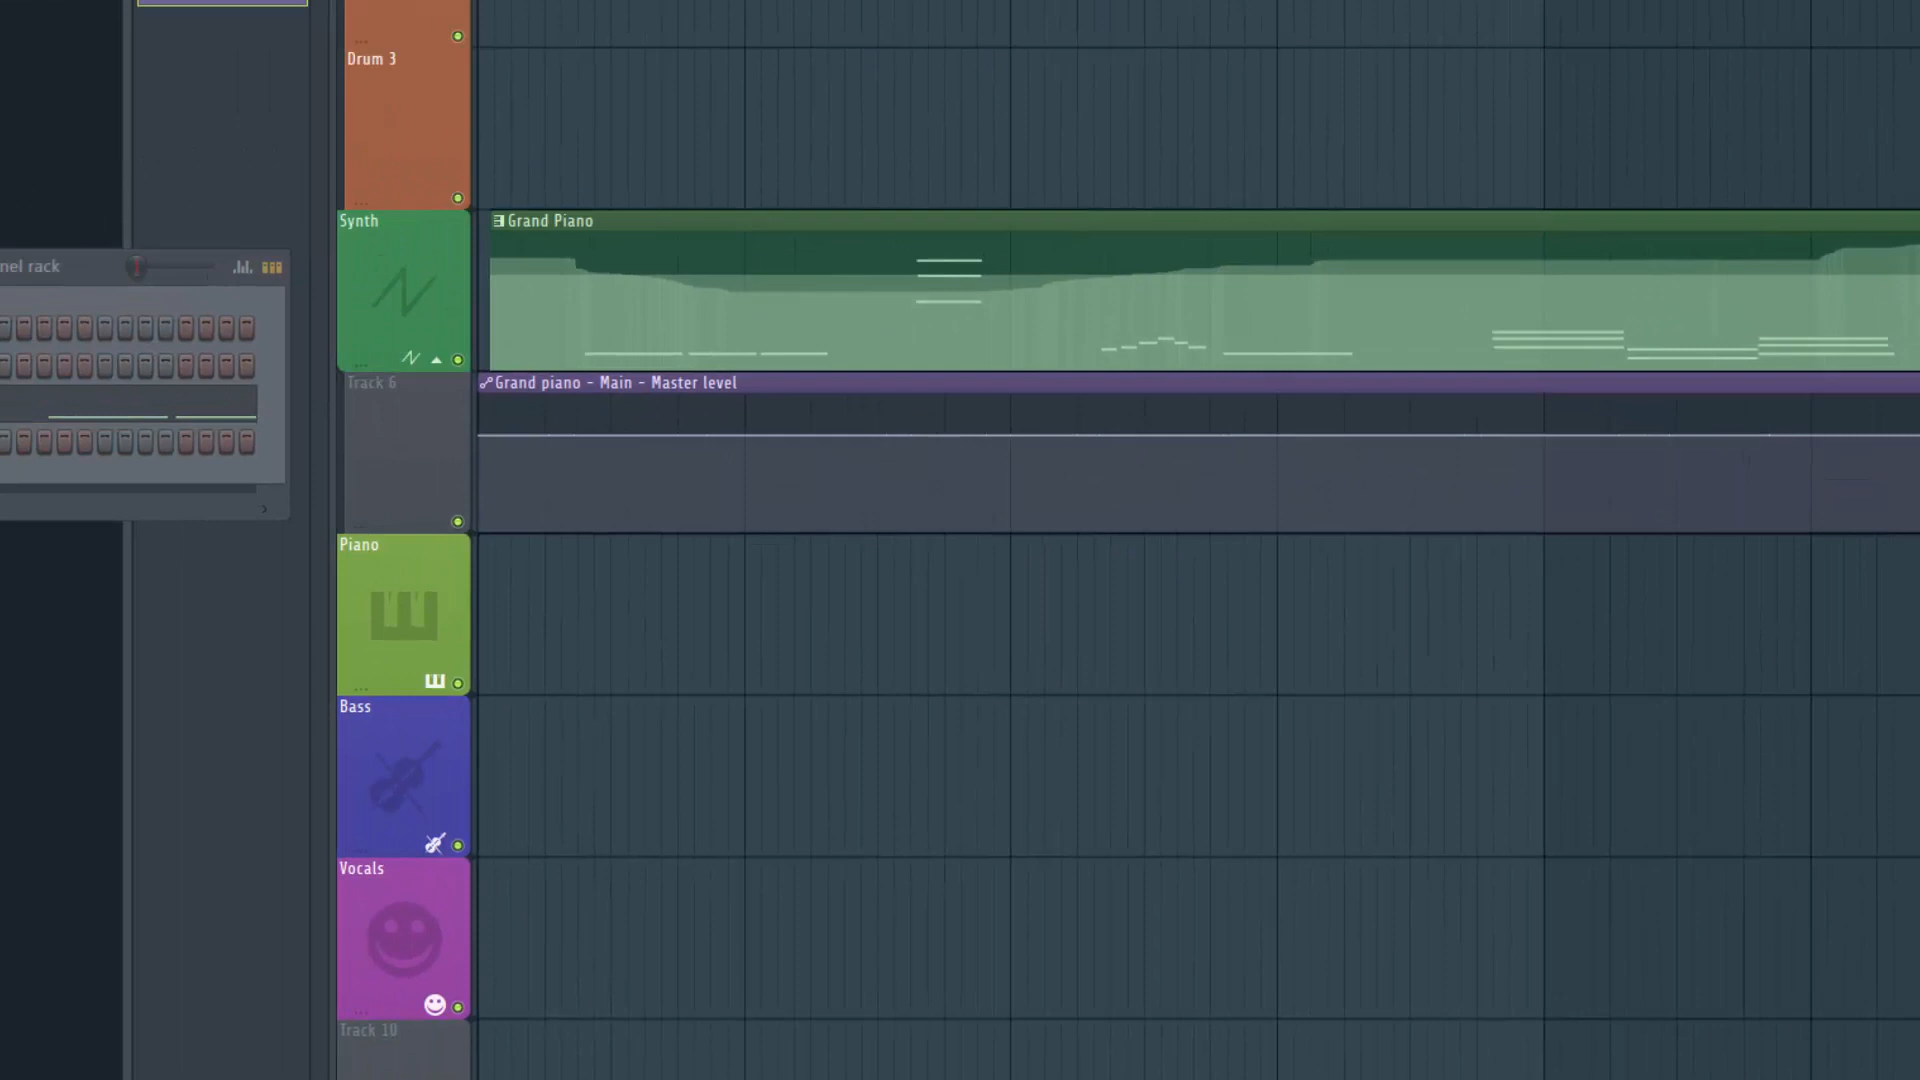 Drum 3
Synth
Grand Piano
nel rack
Track 6
Grand piano - Main - Master level
Piano
Bass
Vocals
Track 10